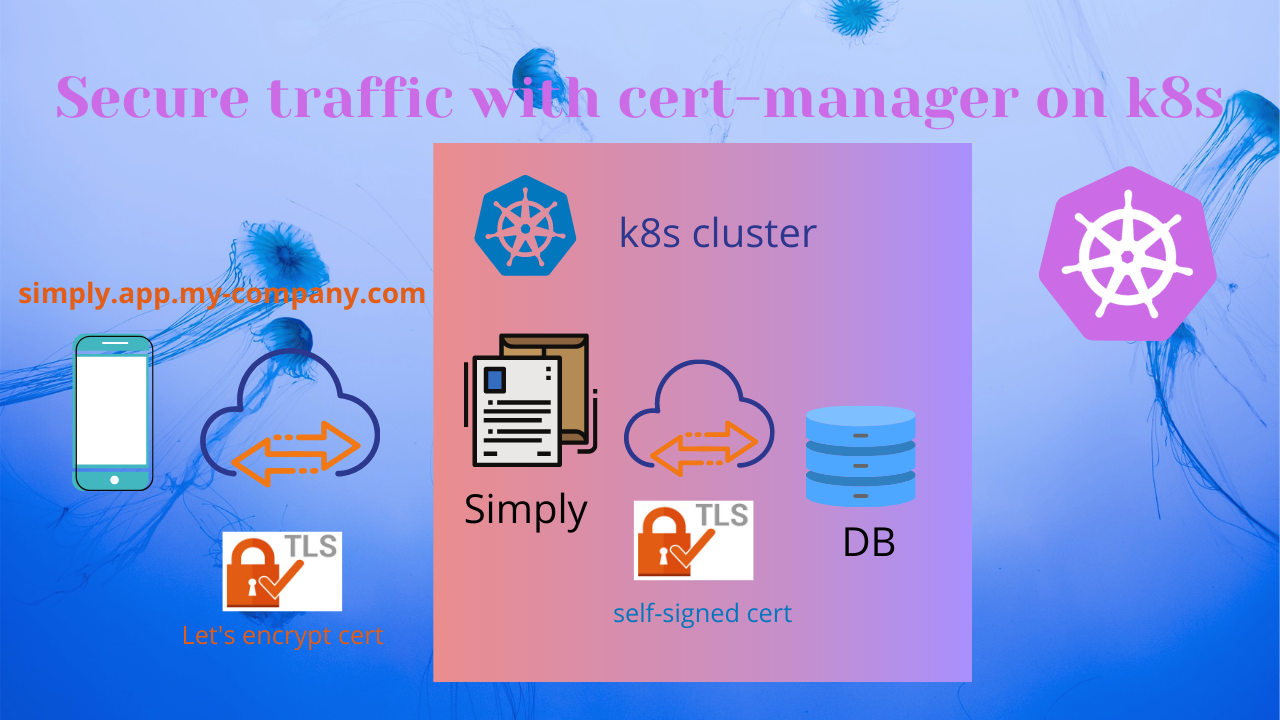 Secure traffic with cert-manager on k8s
k8s cluster
simply.app.my-company.com
Simply
DB
TLS
TLS
Let's encrypt cert
self-signed cert